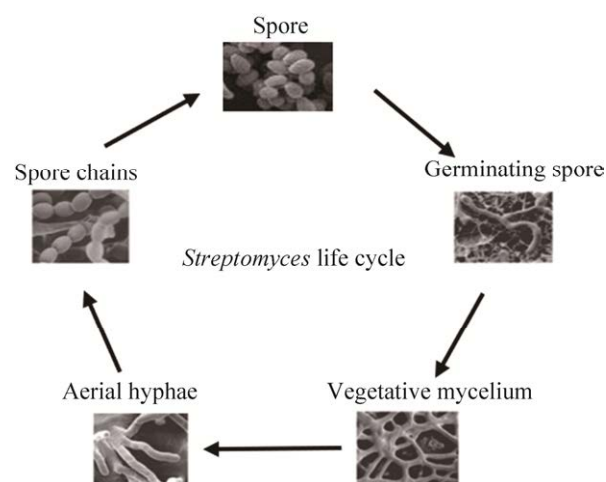 Spore
Germinating spore
Spore chains
Streptomyces life cycle
Aerial hyphae
Vegetative mycelium